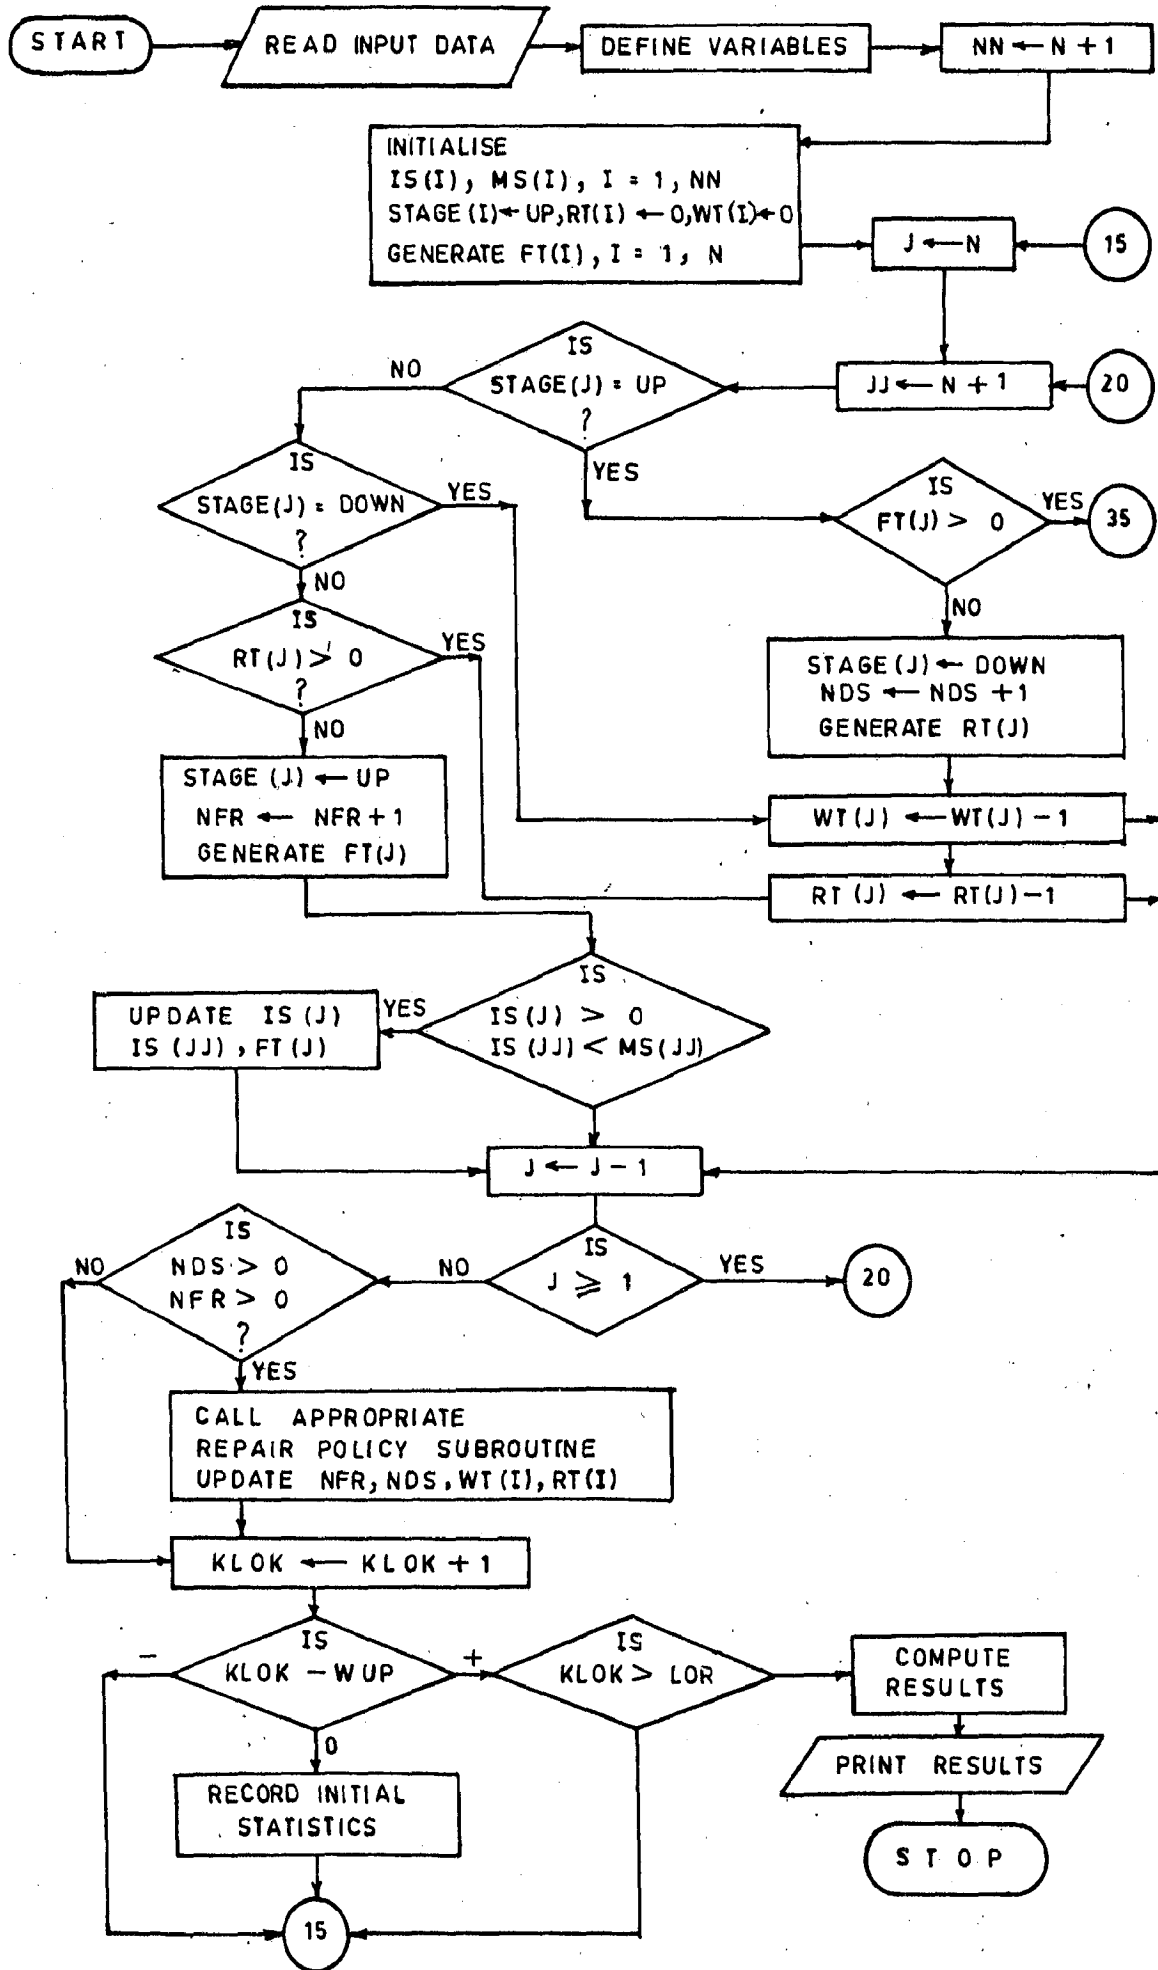 START
READ INPUT DATA
DEFINE VARIABLES
NN ← N + 1
INITIALISE
IS(I), MS(I), I = 1, NN
STAGE(I) ← UP, RT(I) ← 0, WT(I) ← 0
GENERATE FT(I), I = 1, N
J ← N
15
IS
STAGE(J) = UP
?
NO
YES
JJ ← N + 1
20
IS
STAGE(J) = DOWN
?
YES
NO
IS
FT(J) > 0
YES
35
NO
IS
RT(J) > 0
?
YES
NO
STAGE(J) ← DOWN
NDS ← NDS + 1
GENERATE RT(J)
STAGE (J) ← UP
NFR ← NFR + 1
GENERATE FT(J)
WT(J) ← WT(J) - 1
RT (J) ← RT(J) - 1
IS
IS(J) > 0
IS(JJ) < MS(JJ)
YES
UPDATE IS(J)
IS (JJ), FT(J)
J ← J - 1
IS
J ⩾ 1
YES
20
NO
IS
NDS > 0
NFR > 0
?
NO
YES
CALL APPROPRIATE
REPAIR POLICY SUBROUTINE
UPDATE NFR, NDS, WT(I), RT(I)
KLOK ← KLOK + 1
IS
KLOK - WUP
-
+
0
IS
KLOK > LOR
COMPUTE
RESULTS
PRINT RESULTS
STOP
RECORD INITIAL
STATISTICS
15